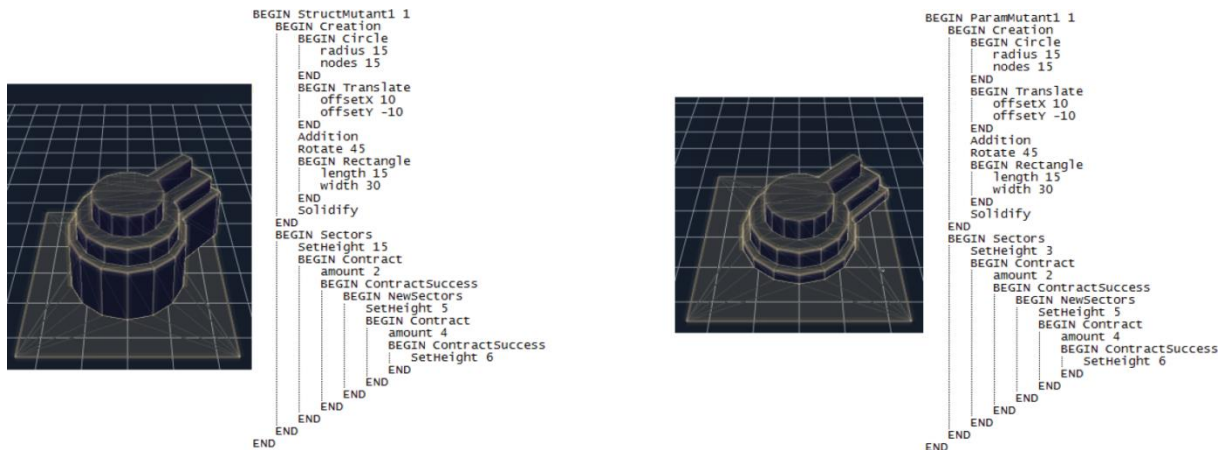 BEGIN StructMutant1 1
BEGIN Creation
BEGIN Circle
radius 15
nodes 15
END
BEGIN Translate
offsetX 10
offsetY -10
END
Addition
Rotate 45
BEGIN Rectangle
length 15
width 30
END
Solidify
END
BEGIN Sectors
SetHeight 15
BEGIN Contract
amount 2
BEGIN ContractSuccess
BEGIN NewSectors
SetHeight 5
BEGIN Contract
amount 4
BEGIN ContractSuccess
SetHeight 6
END
END
END
END
END
END
END
BEGIN ParamMutant1 1
BEGIN Creation
BEGIN Circle
radius 15
nodes 15
END
BEGIN Translate
offsetX 10
offsetY -10
END
Addition
Rotate 45
BEGIN Rectangle
length 15
width 30
END
Solidify
END
BEGIN Sectors
SetHeight 3
BEGIN Contract
amount 2
BEGIN ContractSuccess
BEGIN NewSectors
SetHeight 5
BEGIN Contract
amount 4
BEGIN ContractSuccess
SetHeight 6
END
END
END
END
END
END
END